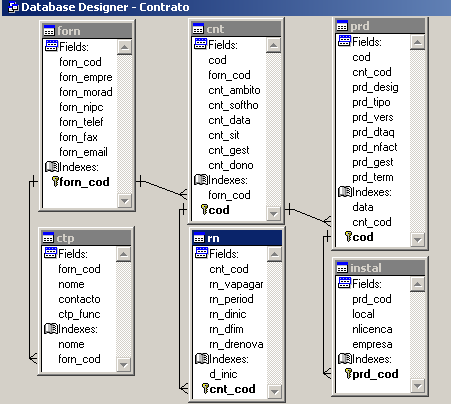 Database Designer - Contrato
forn
Fields:
forn_cod
forn_empre
forn_morad
forn_nipc
forn_telef
forn_fax
forn_email
Indexes:
forn_cod
cnt
Fields:
cod
forn_cod
cnt_ambito
cnt_softho
cnt_data
cnt_sit
cnt_gest
cnt_dono
Indexes:
forn_cod
cod
prd
Fields:
cod
cnt_cod
prd_desig
prd_tipo
prd_vers
prd_dtaq
prd_nfact
prd_gest
prd_term
Indexes:
data
cnt_cod
cod
ctp
Fields:
forn_cod
nome
contacto
ctp_func
Indexes:
nome
forn_cod
rn
Fields:
cnt_cod
rn_vapagar
rn_period
rn_dinic
rn_dfim
rn_drenova
Indexes:
d_inic
cnt_cod
instal
Fields:
prd_cod
local
nlicenca
empresa
Indexes:
prd_cod